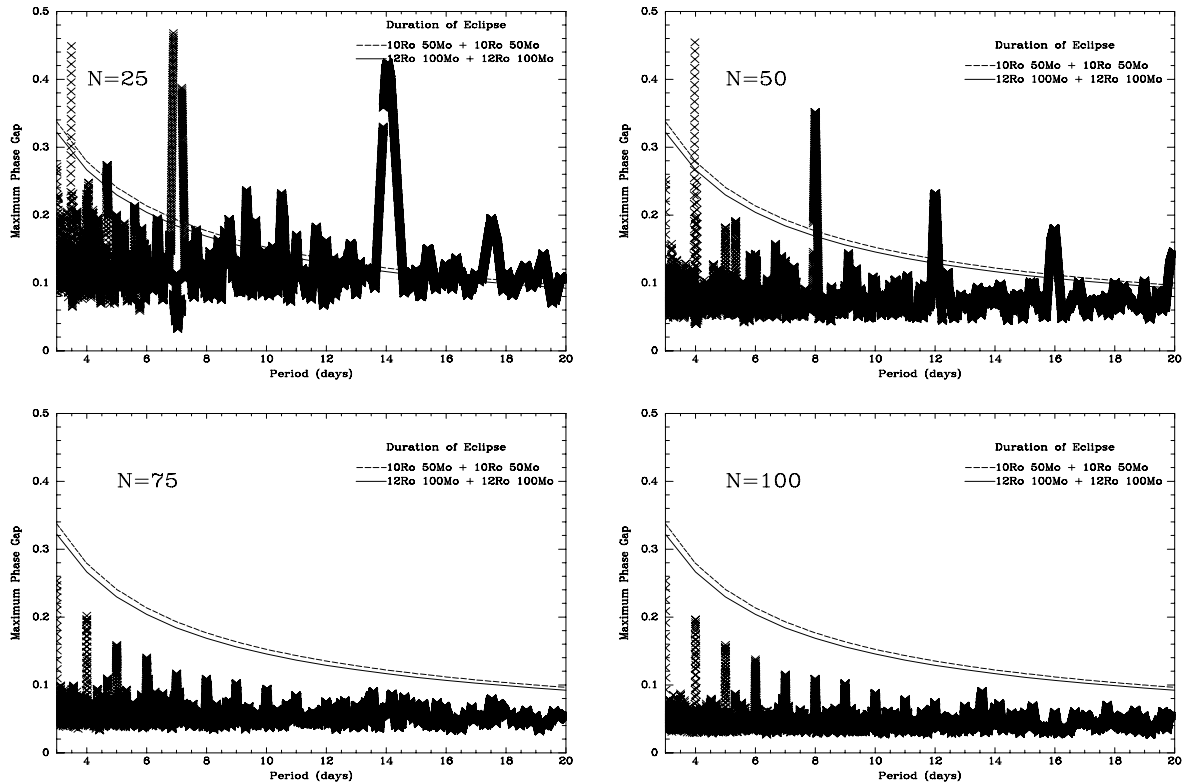 0.5
0.4
0.3
0.2
0.1
0
Maximum Phase Gap
N=25
Duration of Eclipse
10Ro 50Mo + 10Ro 50Mo
12Ro 100Mo + 12Ro 100Mo
4 6 8 10 12 14 16 18 20
Period (days)
0.5
0.4
0.3
0.2
0.1
0
Maximum Phase Gap
N=50
Duration of Eclipse
10Ro 50Mo + 10Ro 50Mo
12Ro 100Mo + 12Ro 100Mo
4 6 8 10 12 14 16 18 20
Period (days)
0.5
0.4
0.3
0.2
0.1
0
Maximum Phase Gap
N=75
Duration of Eclipse
10Ro 50Mo + 10Ro 50Mo
12Ro 100Mo + 12Ro 100Mo
4 6 8 10 12 14 16 18 20
Period (days)
0.5
0.4
0.3
0.2
0.1
0
Maximum Phase Gap
N=100
Duration of Eclipse
10Ro 50Mo + 10Ro 50Mo
12Ro 100Mo + 12Ro 100Mo
4 6 8 10 12 14 16 18 20
Period (days)